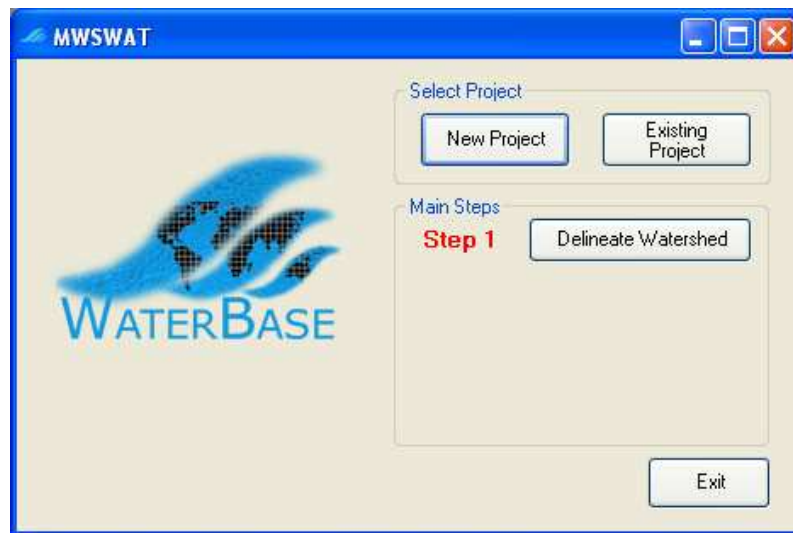 MWSWAT
Select Project
New Project
Existing
Project
Main Steps
Step 1
Delineate Watershed
WATERBASE
Exit